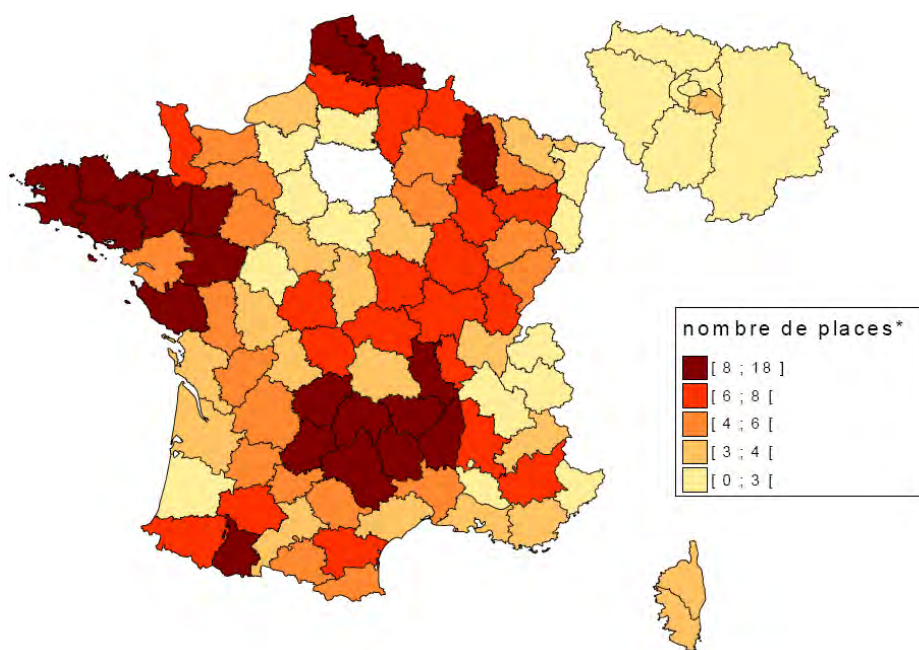 nombre de places*
[ 8 ; 18 ]
[ 6 ; 8 [
[ 4 ; 6 [
[ 3 ; 4 [
[ 0 ; 3 [